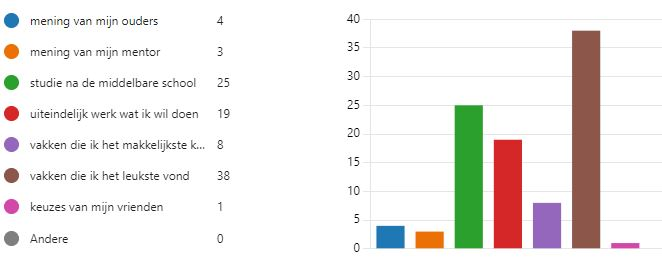 mening van mijn ouders 4
mening van mijn mentor 3
studie na de middelbare school 25
uiteindelijk werk wat ik wil doen 19
vakken die ik het makkelijkste k... 8
vakken die ik het leukste vond 38
keuzes van mijn vrienden 1
Andere 0
40
35
30
25
20
15
10
5
0